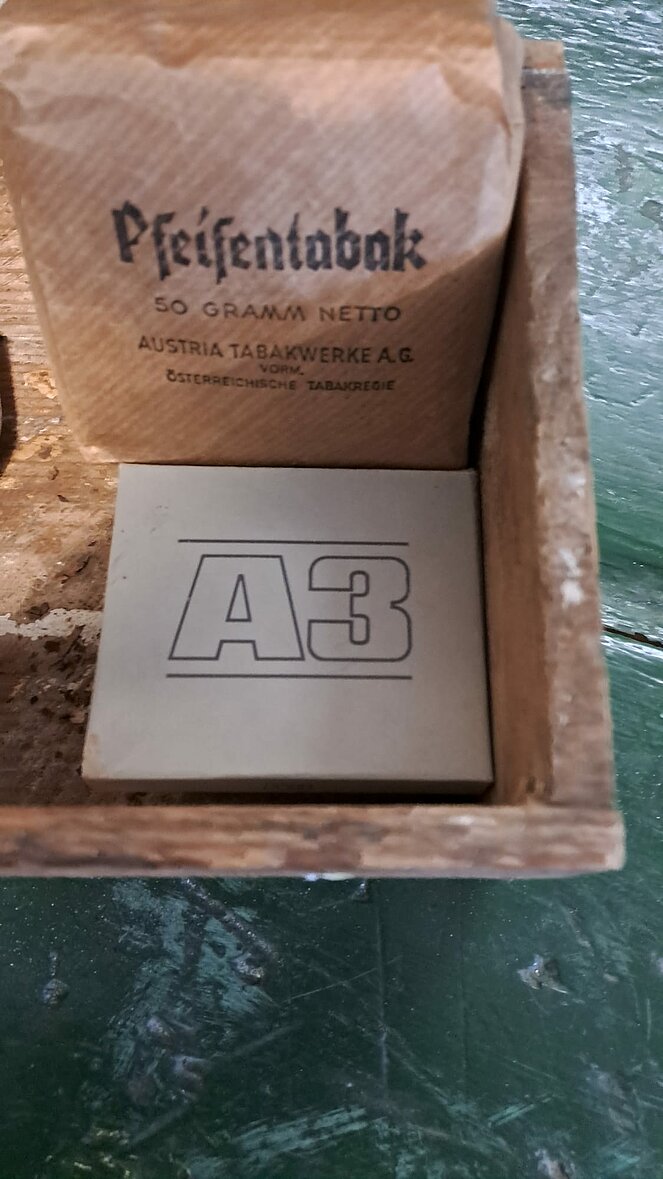 Pfeifentabak
50 GRAMM NETTO
AUSTRIA TABAKWERKE A.G.
VORM.
ÖSTERREICHISCHE TABAKREGIE
A3